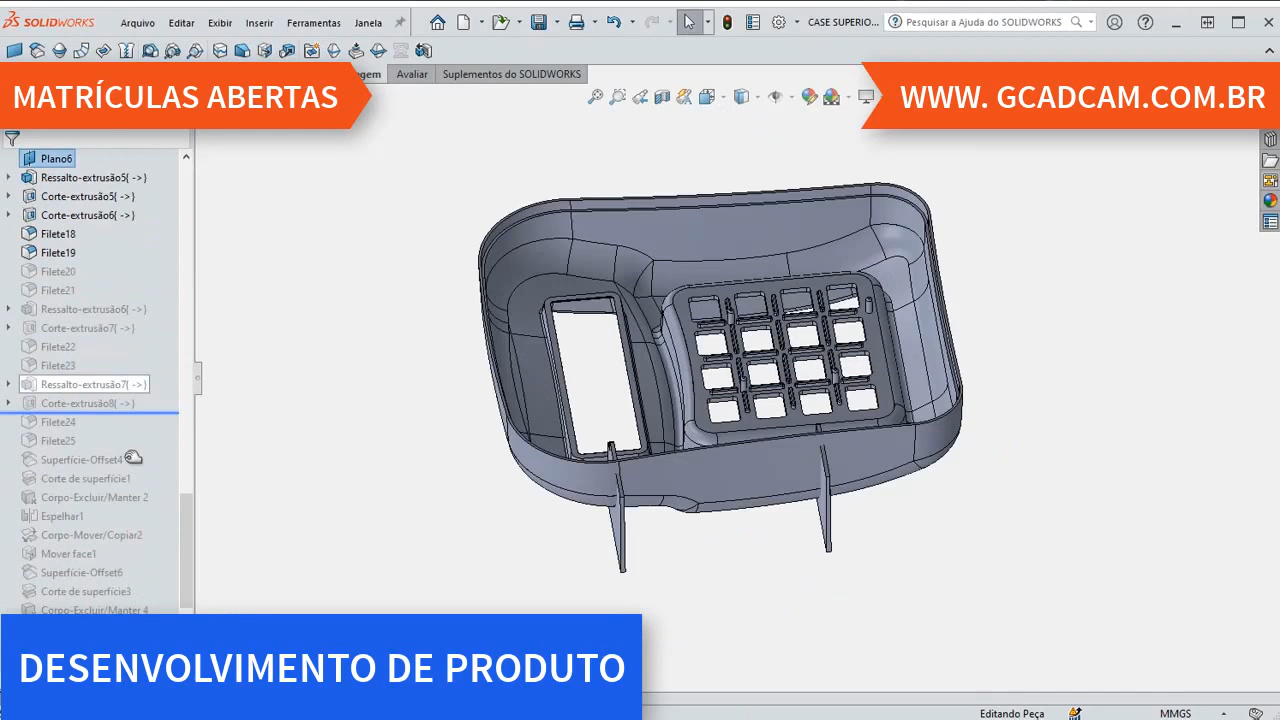 SOLIDWORKS
Arquivo
Editar
Exibir
Inserir
Ferramentas
Janela
CASE SUPERIO...
Pesquisar a Ajuda do SOLIDWORKS
Avaliar
Suplementos do SOLIDWORKS
MATRÍCULAS ABERTAS
WWW. GCADCAM.COM.BR
Plano6
Ressalto-extrusão5{ ->}
Corte-extrusão5{ ->}
Corte-extrusão6{ ->}
Filete18
Filete19
Filete20
Filete21
Ressalto-extrusão6{ ->}
Corte-extrusão7{ ->}
Filete22
Filete23
Ressalto-extrusão7{ ->}
Corte-extrusão8{ ->}
Filete24
Filete25
Superfície-Offset4
Corte de superfície1
Corpo-Excluir/Manter 2
Espelhar1
Corpo-Mover/Copiar2
Mover face1
Superfície-Offset6
Corte de superfície3
Corpo-Excluir/Manter 4
DESENVOLVIMENTO DE PRODUTO
Editando Peça
MMGS